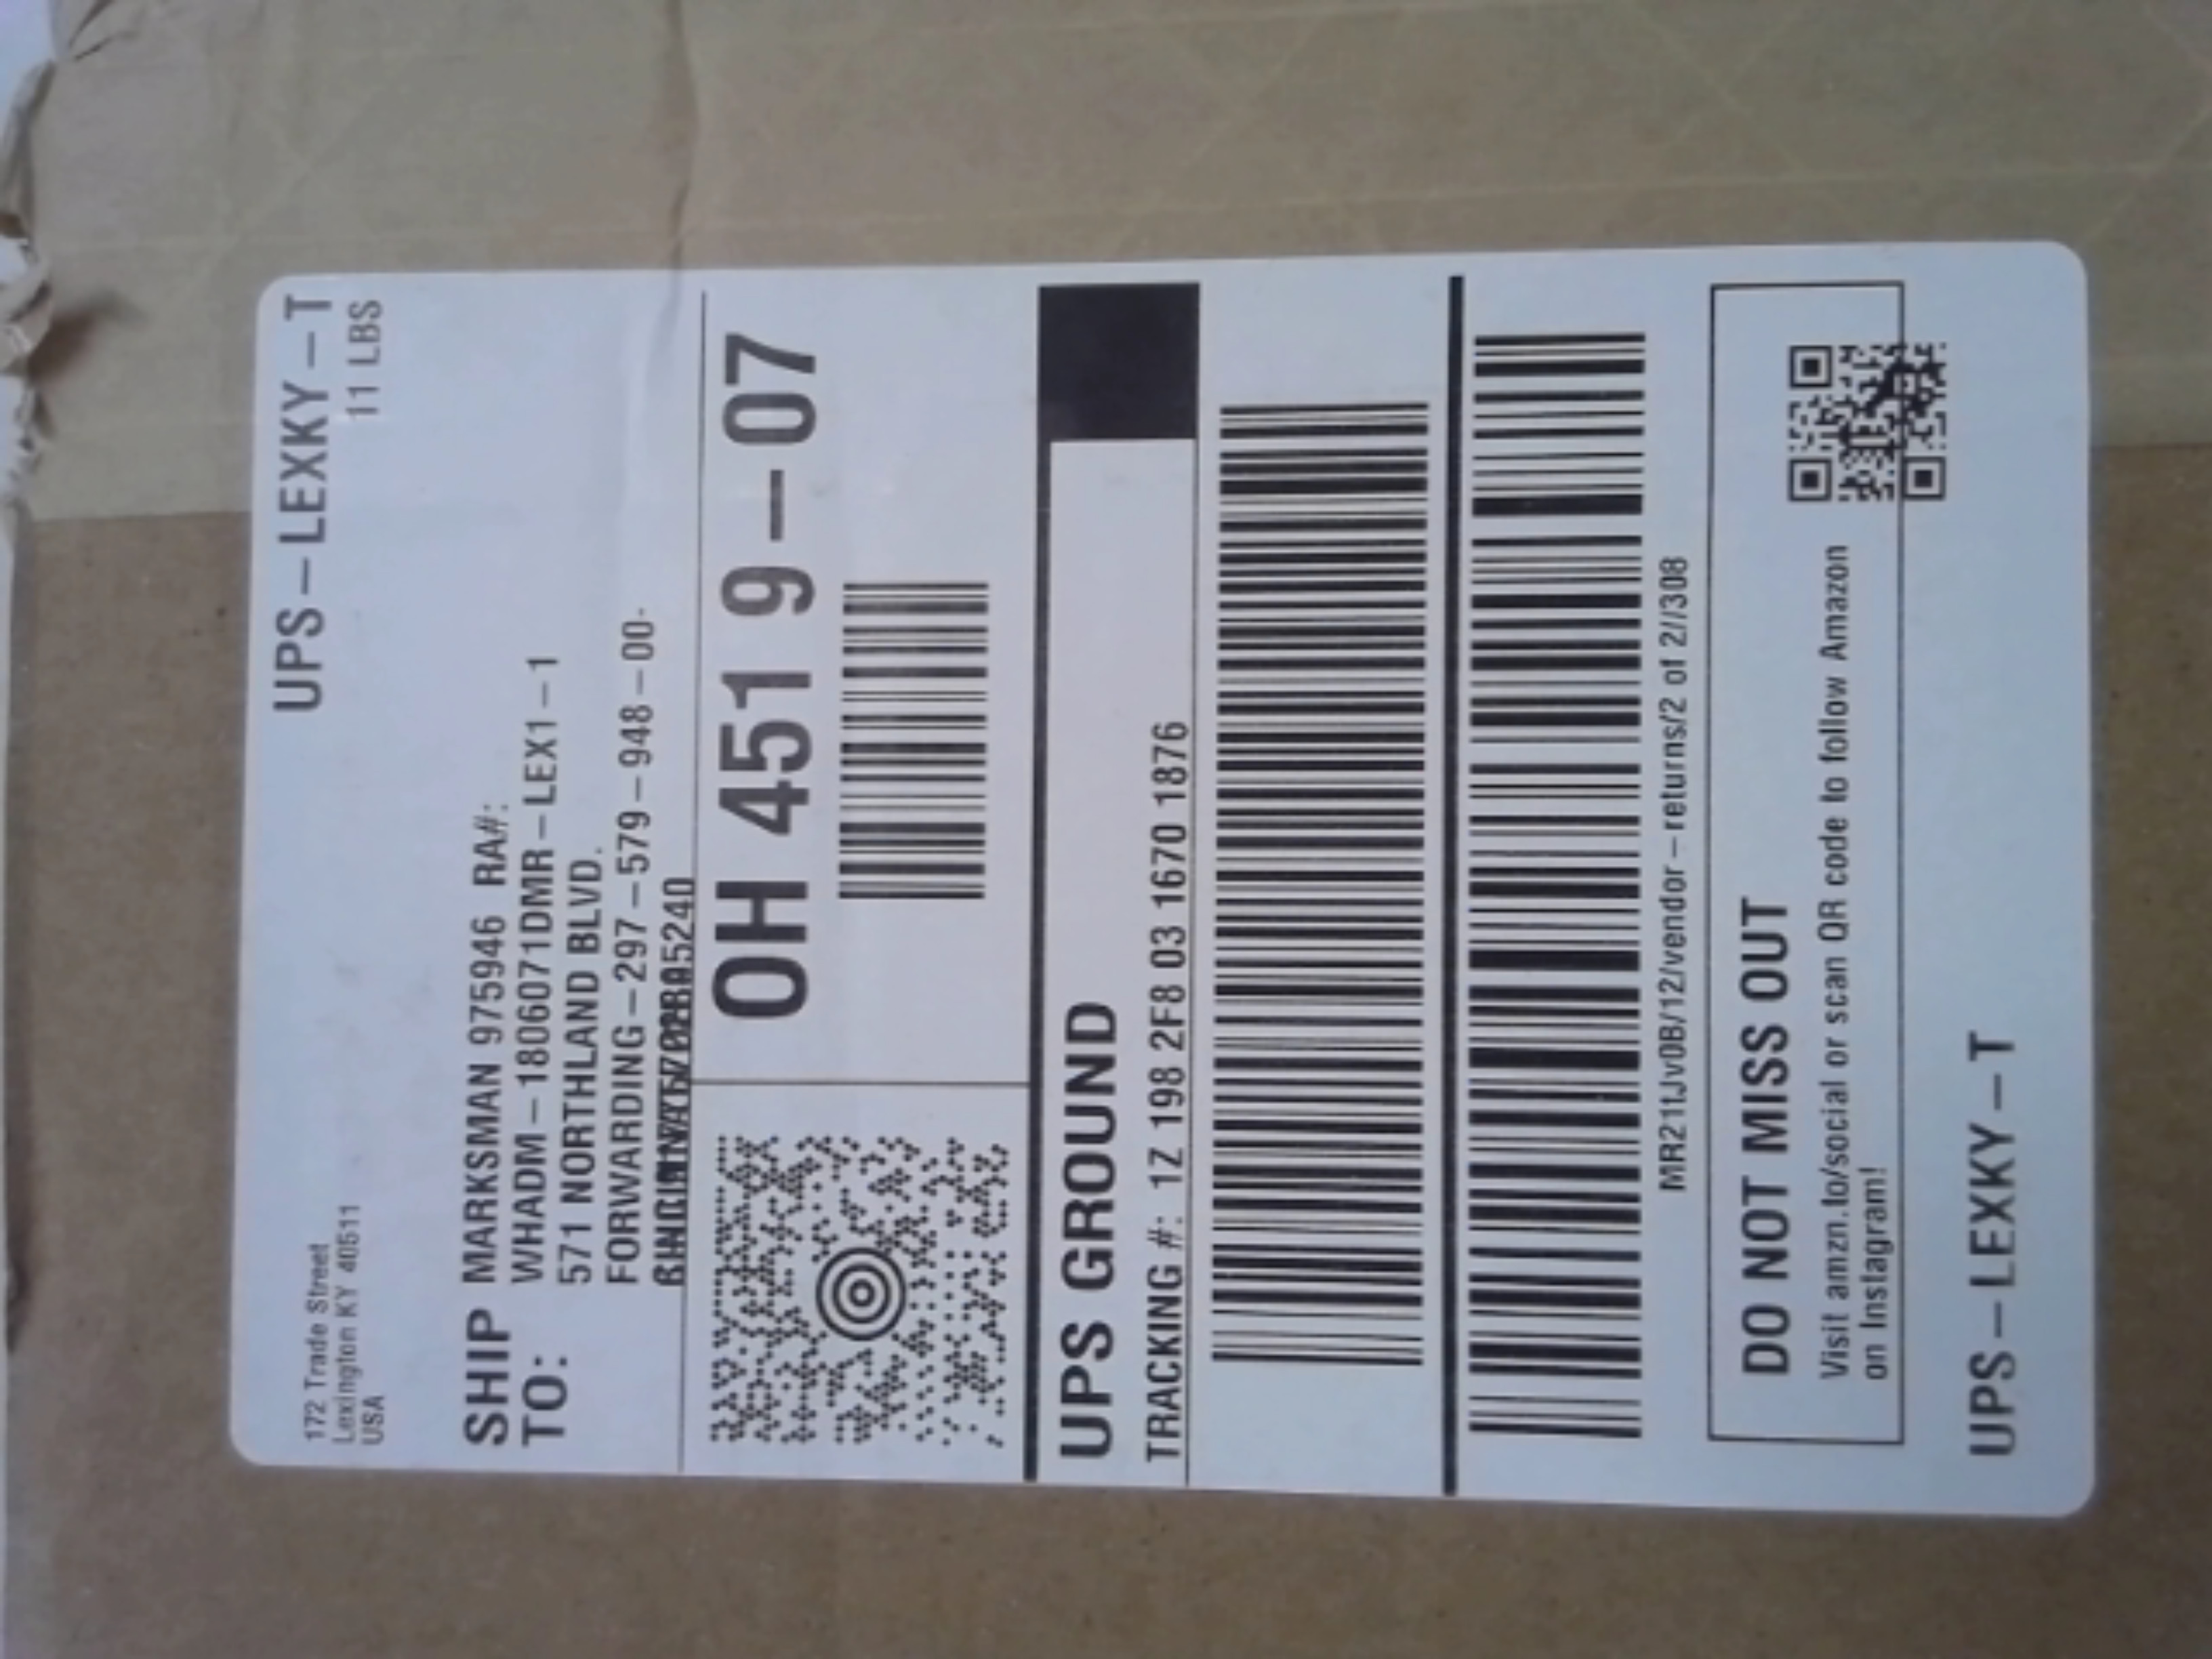 UPS-LEXKY-T
11 LBS
172 Trade Street
Lexington KY 40511
USA
SHIP TO:
MARKSMAN 975946 RA#:
WHADM-1806071DMR-LEX1-1
571 NORTHLAND BLVD.
FORWARDING-297-579-948-00-
OH 451 9-07
UPS GROUND
TRACKING #: 1Z 198 2F8 03 1670 1876
MR211Jv0B/12/vendor-returns/2 of 2//308
DO NOT MISS OUT
Visit amzn.to/social or scan QR code to follow Amazon
on Instagram!
UPS-LEXKY-T